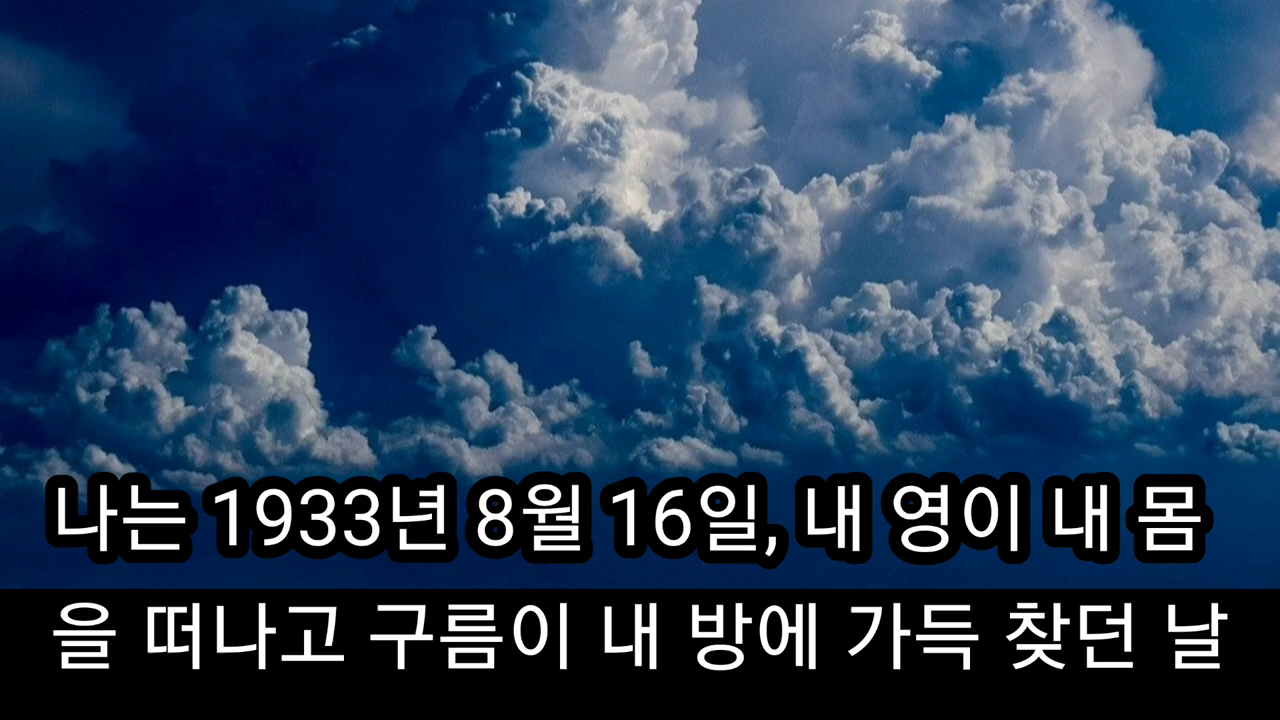 나는 1933년 8월 16일, 내 영이 내 몸
을 떠나고 구름이 내 방에 가득 찾던 날